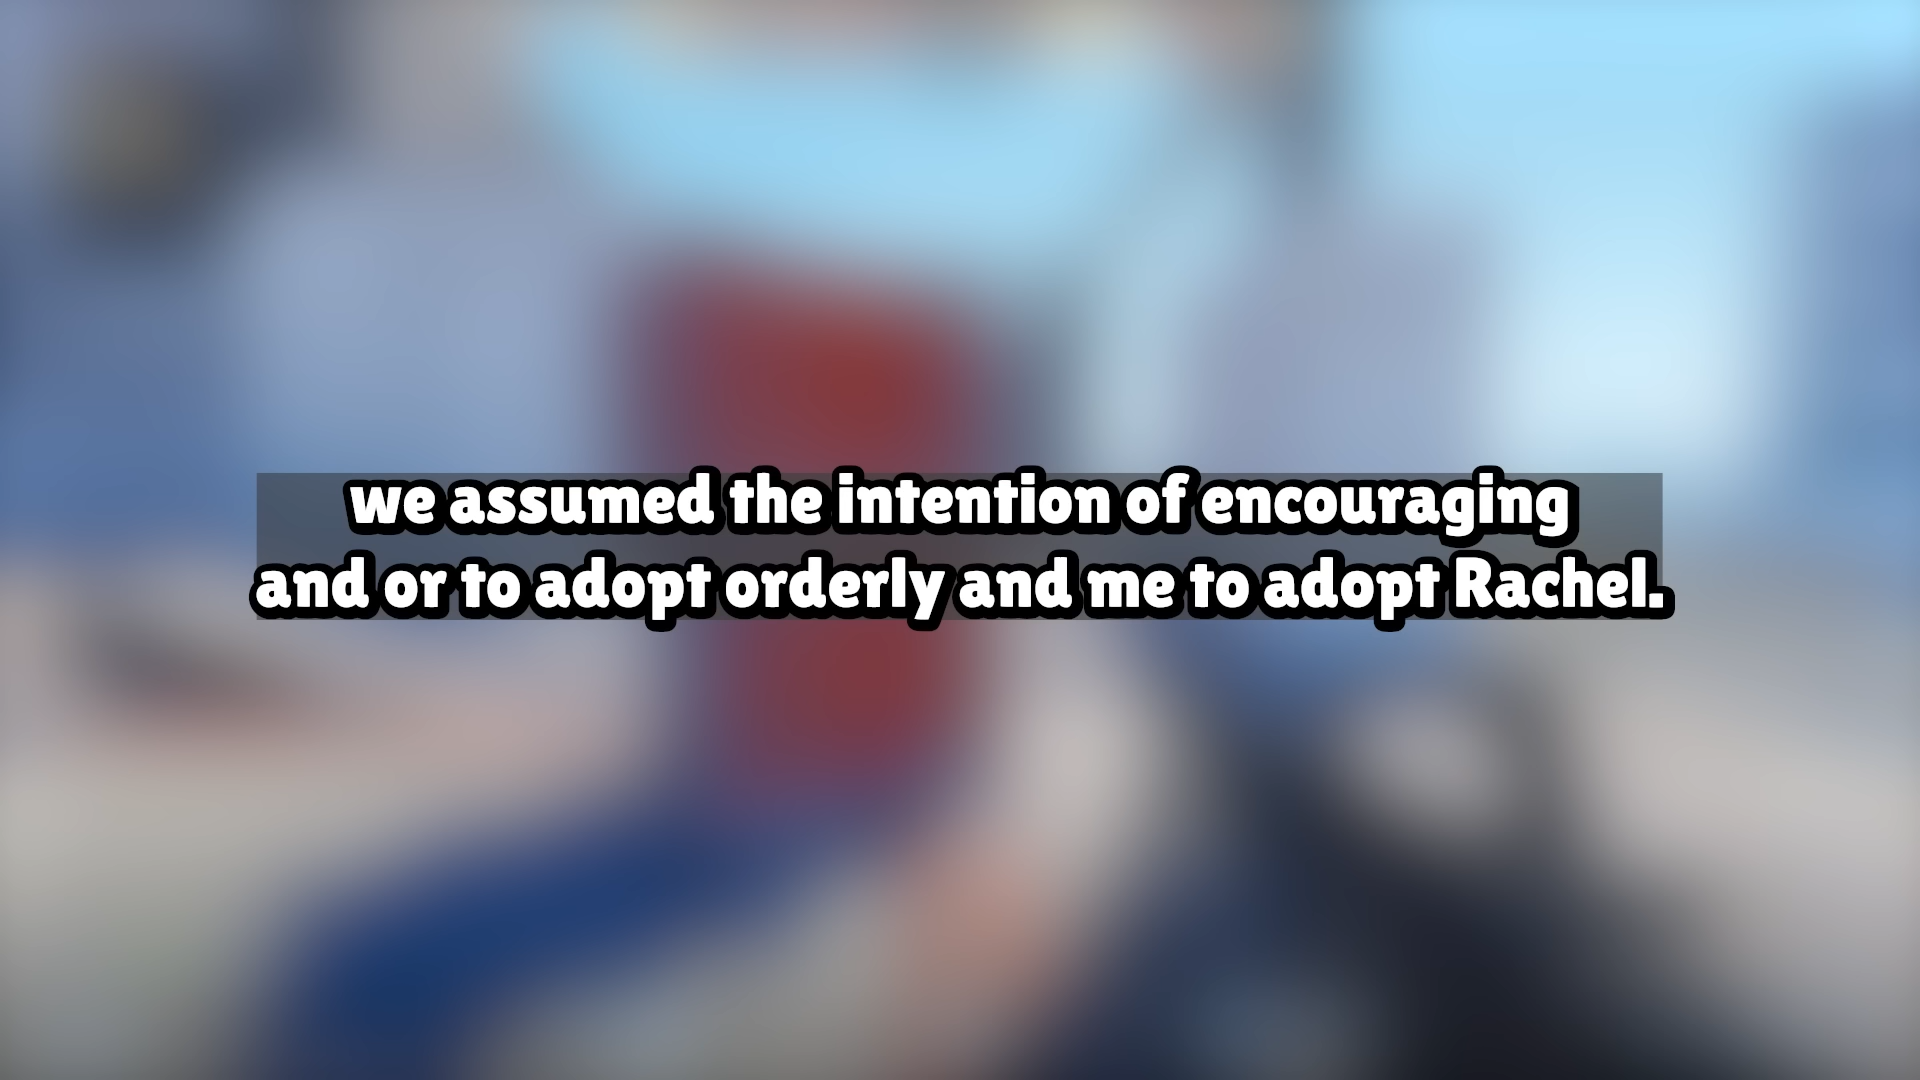 we assumed the intention of encouraging
and or to adopt orderly and me to adopt Rachel.